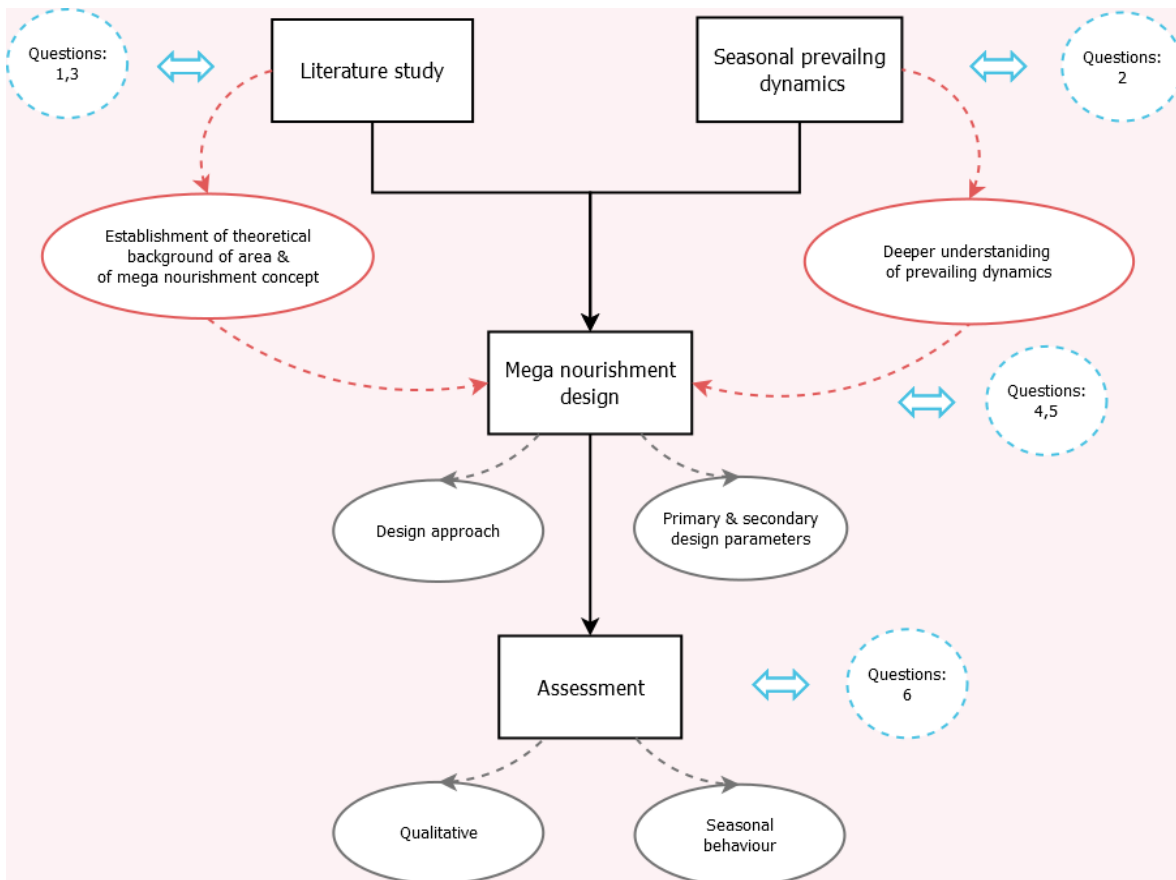 Questions:
1,3
Literature study
Seasonal prevailng
dynamics
Questions:
2
Establishment of theoretical
background of area &
of mega nourishment concept
Deeper understaniding
of prevailing dynamics
Mega nourishment
design
Questions:
4,5
Design approach
Primary & secondary
design parameters
Assessment
Questions:
6
Qualitative
Seasonal
behaviour